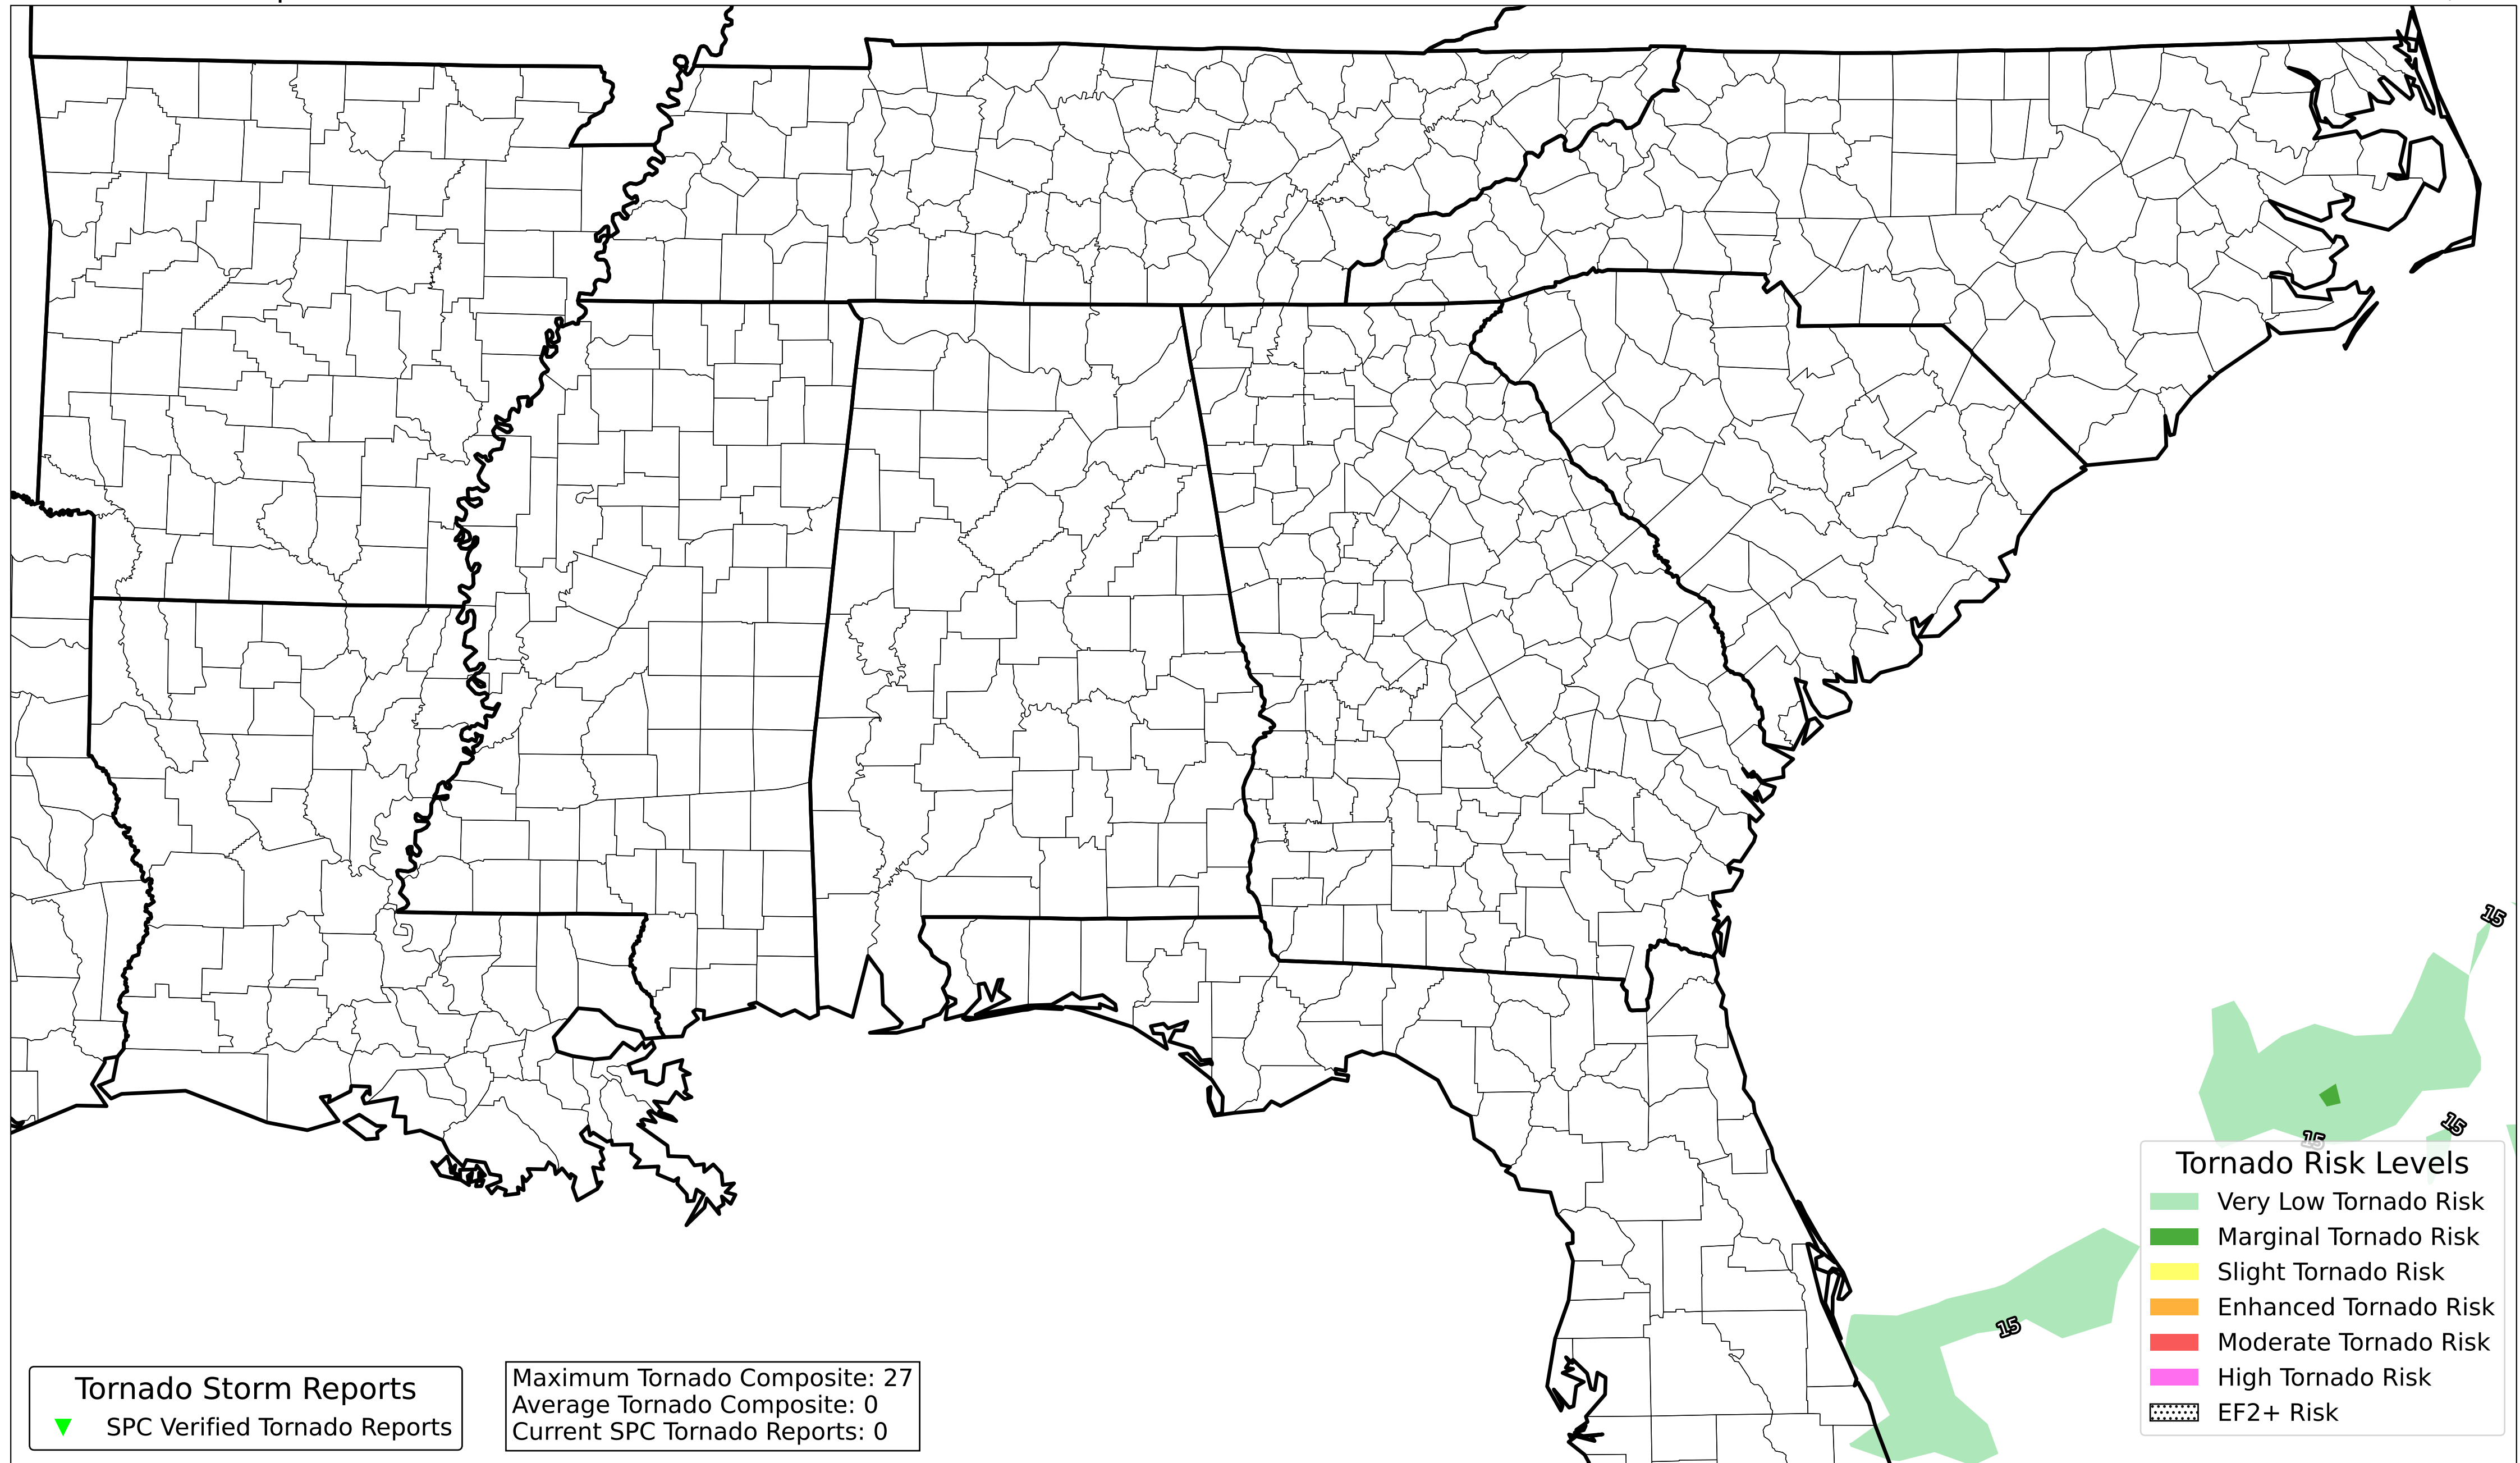 15
15
15
15
Tornado Risk Levels
Very Low Tornado Risk
Marginal Tornado Risk
Slight Tornado Risk
Enhanced Tornado Risk
Moderate Tornado Risk
High Tornado Risk
EF2+ Risk
Tornado Storm Reports
SPC Verified Tornado Reports
Maximum Tornado Composite: 27
Average Tornado Composite: 0
Current SPC Tornado Reports: 0